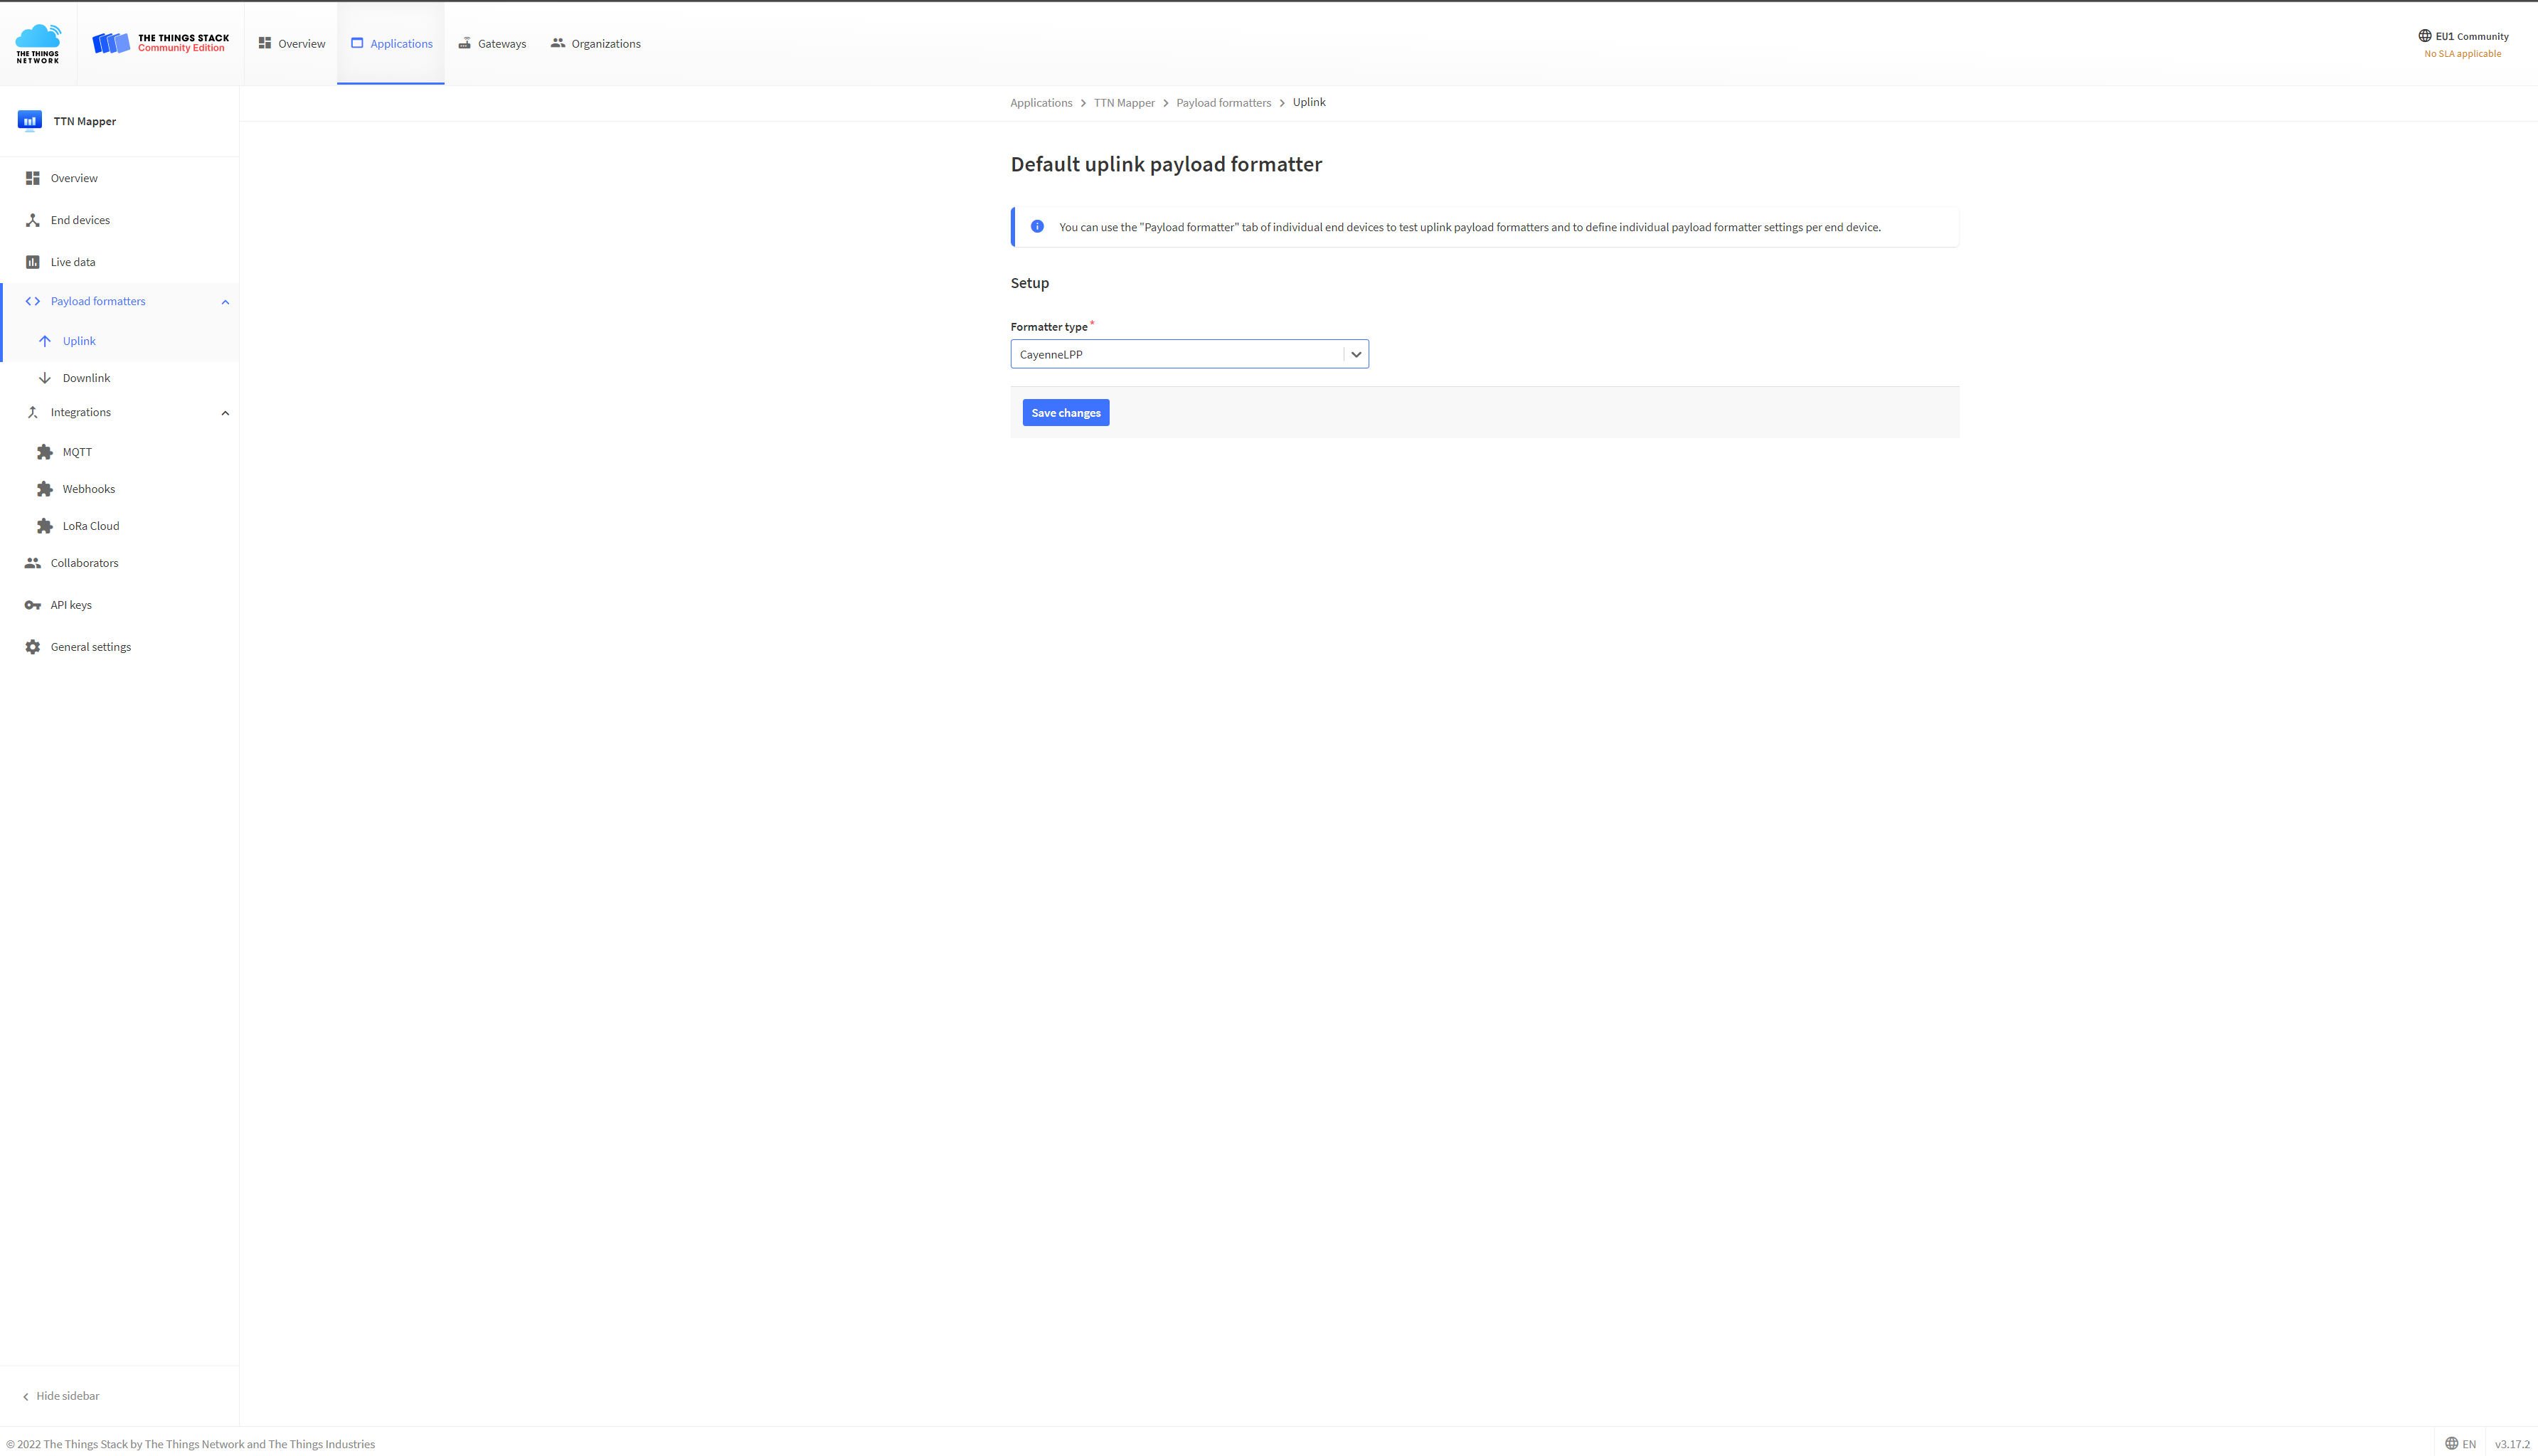 THE THINGS
NETWORK
THE THINGS STACK
Community Edition
Overview
Applications
Gateways
Organizations
EU1 Community
No SLA applicable
TTN Mapper
Overview
End devices
Live data
Payload formatters
Uplink
Downlink
Integrations
MQTT
Webhooks
LoRa Cloud
Collaborators
API keys
General settings
Hide sidebar
Applications > TTN Mapper > Payload formatters > Uplink
Default uplink payload formatter
You can use the "Payload formatter" tab of individual end devices to test uplink payload formatters and to define individual payload formatter settings per end device.
Setup
Formatter type *
CayenneLPP
Save changes
© 2022 The Things Stack by The Things Network and The Things Industries
EN
v3.17.2